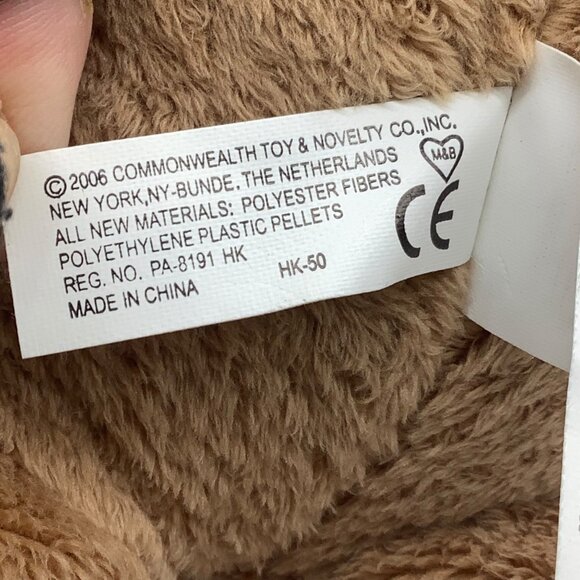 © 2006 COMMONWEALTH TOY & NOVELTY CO.,INC.
NEW YORK,NY-BUNDE, THE NETHERLANDS
ALL NEW MATERIALS: POLYESTER FIBERS
POLYETHYLENE PLASTIC PELLETS
REG. NO. PA-8191 HK HK-50
MADE IN CHINA
M&B
CE